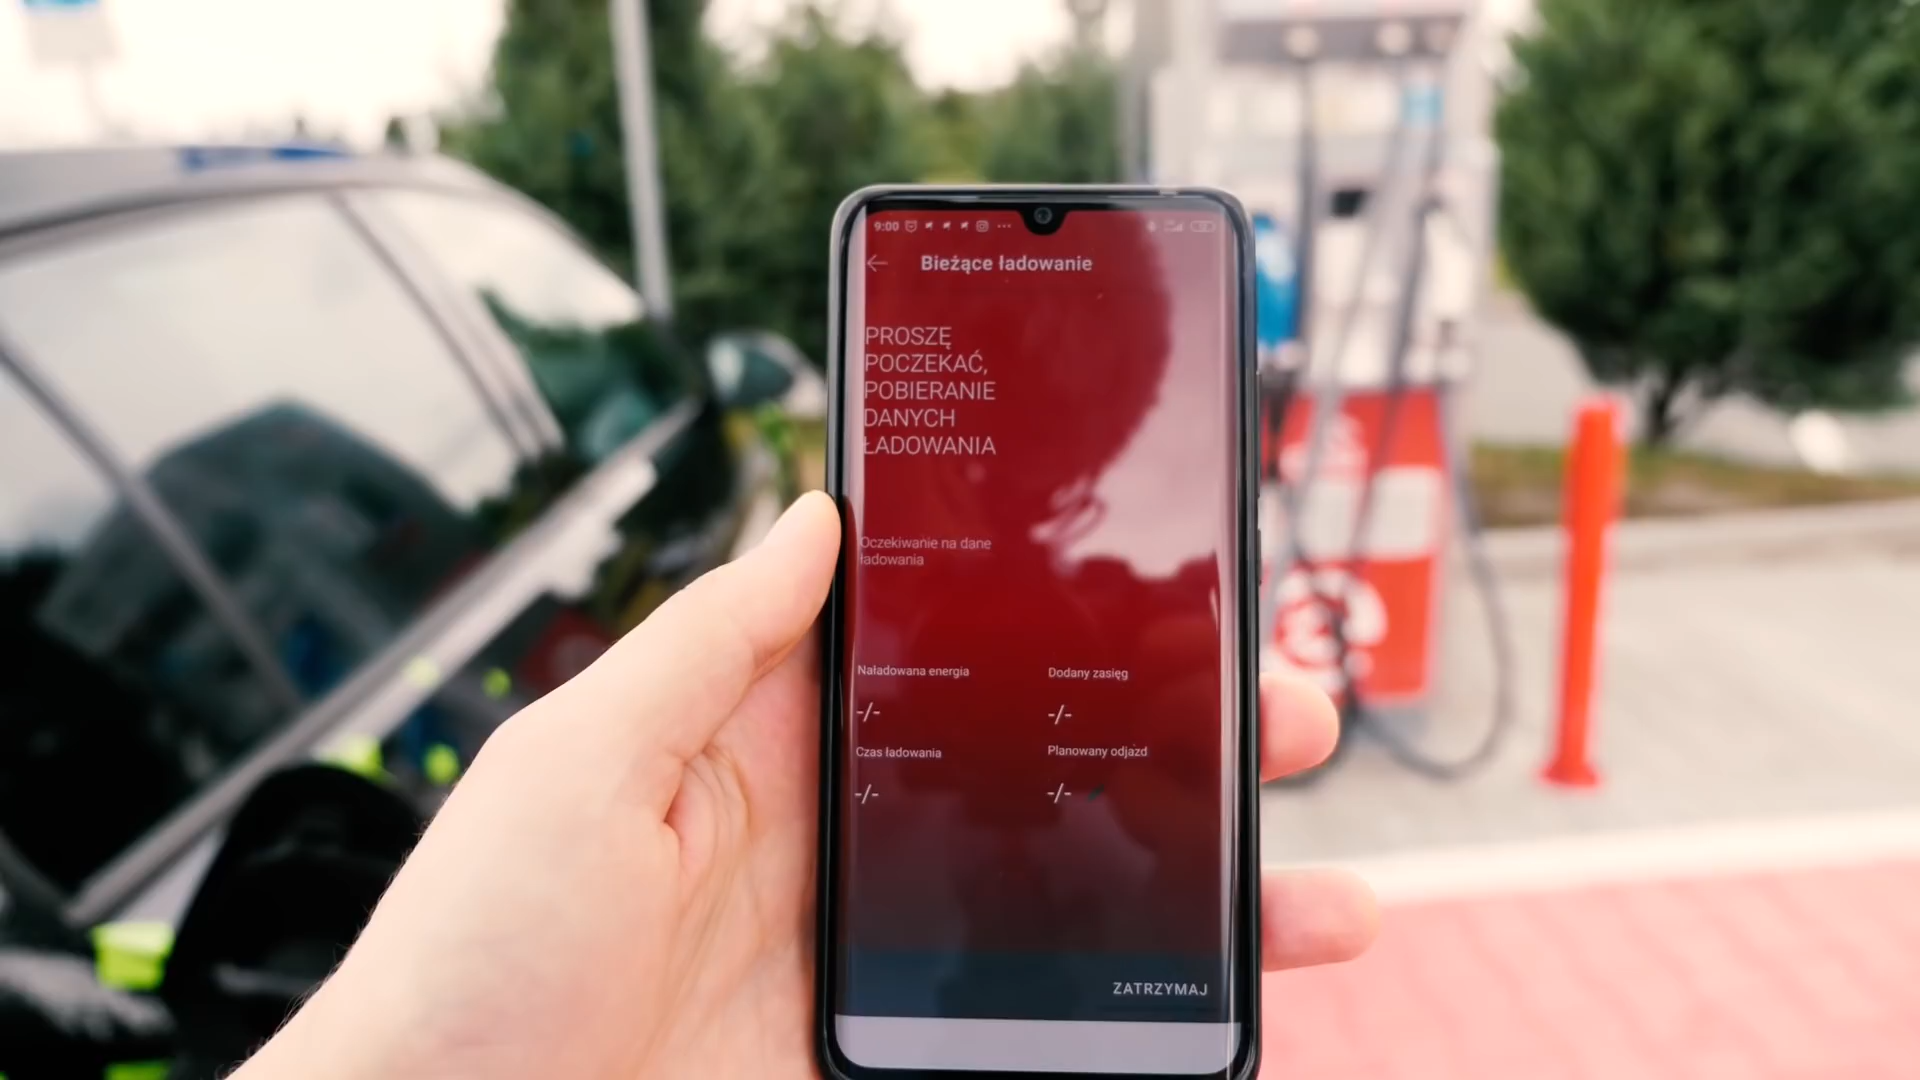 9:00
Bieżące ładowanie
PROSZĘ
POCZEKAĆ,
POBIERANIE
DANYCH
ŁADOWANIA
Oczekiwanie na dane
ładowania
Naładowana energia
Dodany zasięg
-/-
-/-
Czas ładowania
Planowany odjazd
-/-
-/-
ZATRZYMAJ